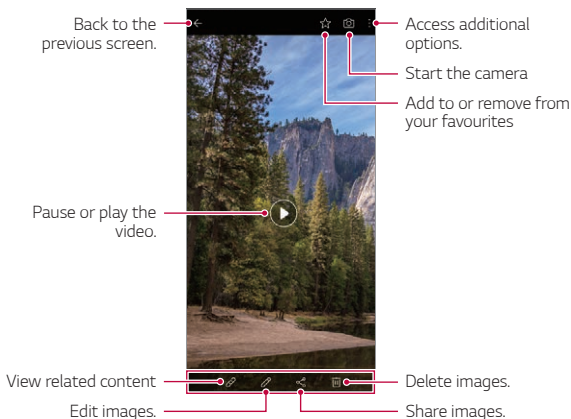 Back to the
previous screen.
Access additional
options.
Start the camera
Add to or remove from
your favourites
Pause or play the
video.
View related content
Delete images.
Edit images.
Share images.